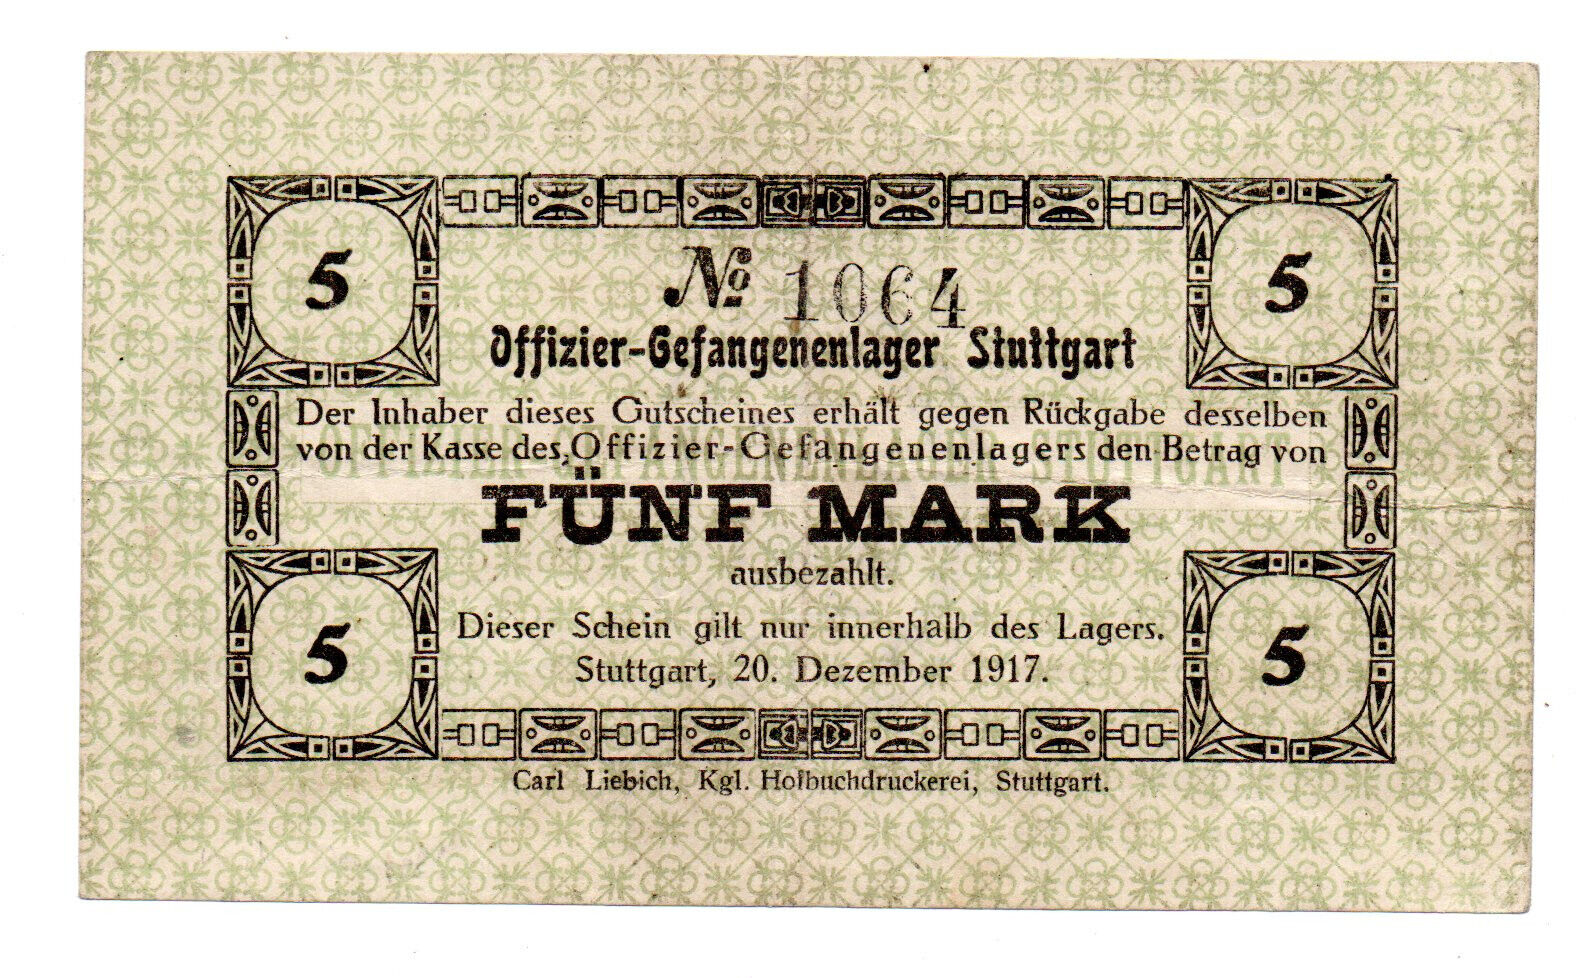 5
5
№ 1064
Offizier-Gefangenenlager Stuttgart
Der Inhaber dieses Gutscheines erhält gegen Rückgabe desselben
von der Kasse des Offizier-Gefangenenlagers den Betrag von
FÜNF MARK
ausbezahlt.
Dieser Schein gilt nur innerhalb des Lagers.
Stuttgart, 20. Dezember 1917.
5
5
Carl Liebich, Kgl. Hofbuchdruckerei, Stuttgart.